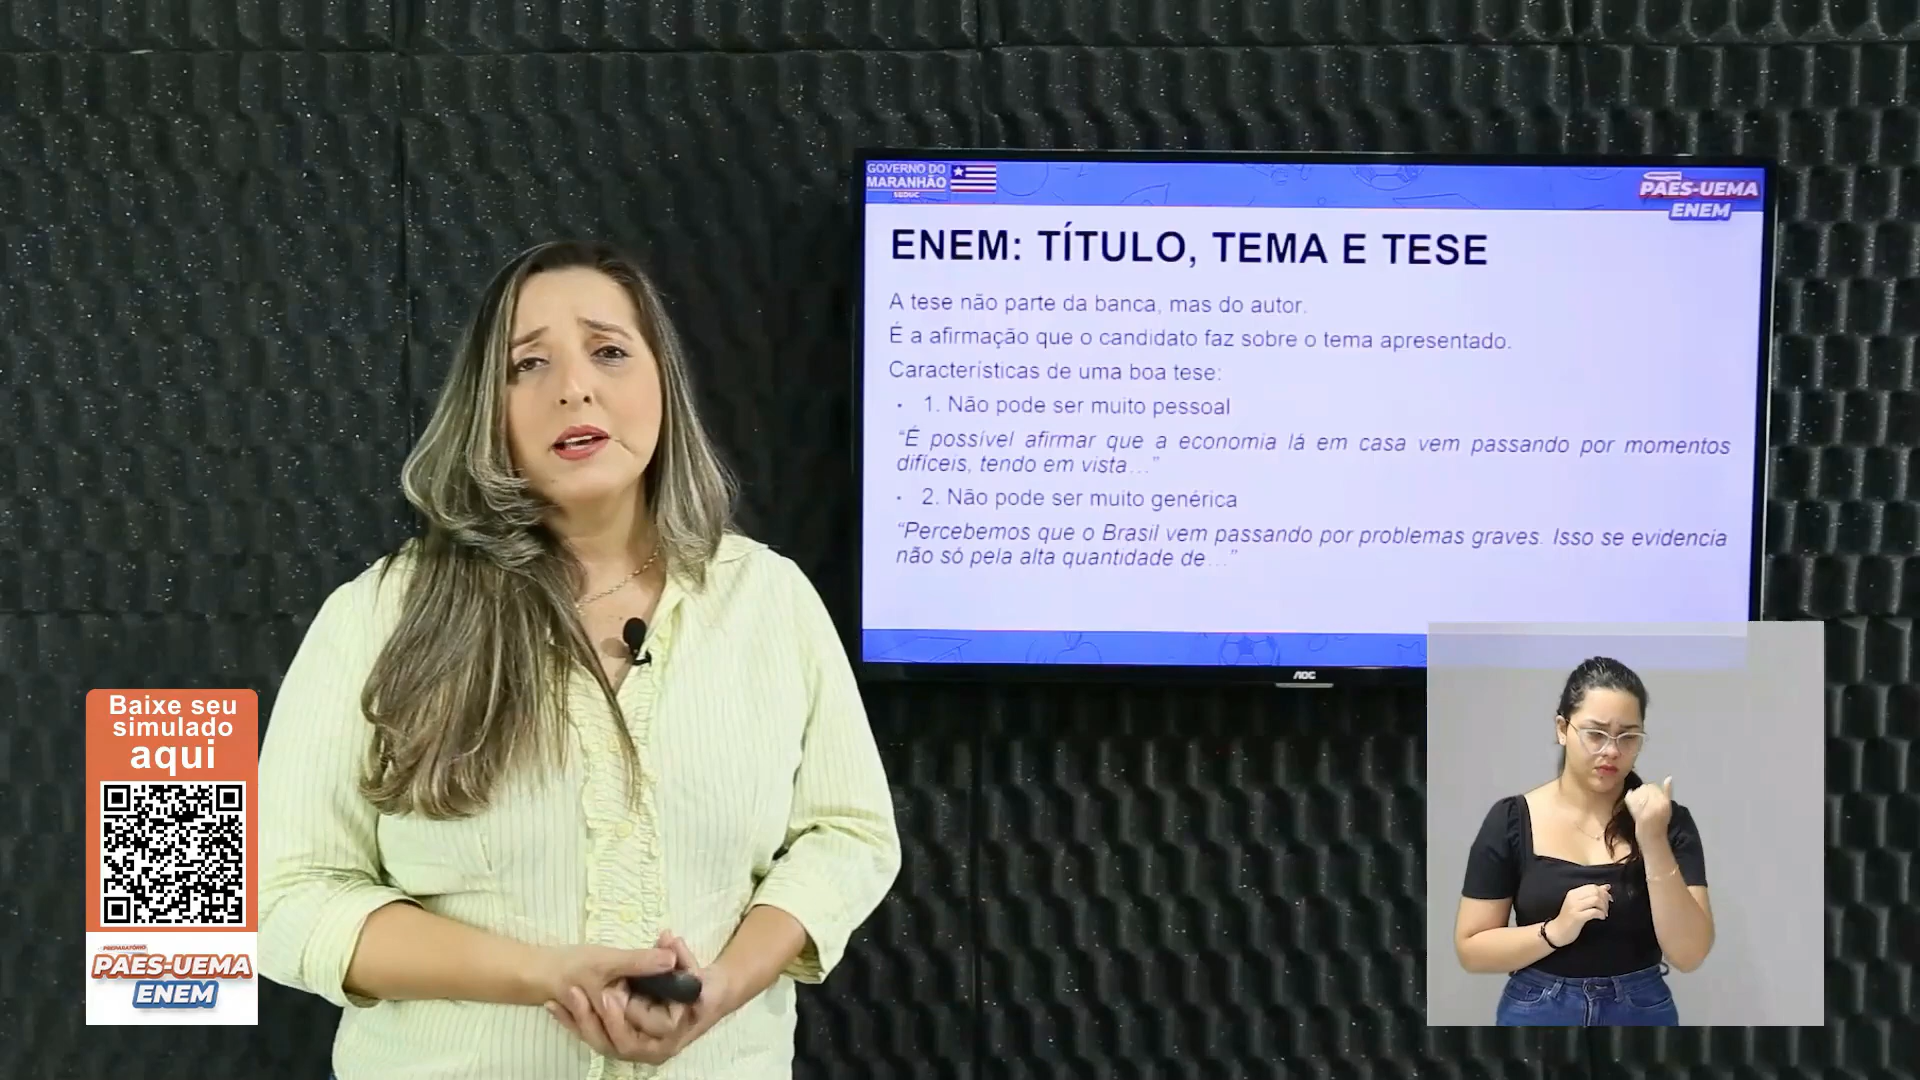 GOVERNO DO
MARANHÃO
SEDUC
PAES-UEMA
ENEM
ENEM: TÍTULO, TEMA E TESE
A tese não parte da banca, mas do autor.
É a afirmação que o candidato faz sobre o tema apresentado.
Características de uma boa tese:
• 1. Não pode ser muito pessoal
“É possível afirmar que a economia lá em casa vem passando por momentos
difíceis, tendo em vista…”
• 2. Não pode ser muito genérica
“Percebemos que o Brasil vem passando por problemas graves. Isso se evidencia
não só pela alta quantidade de…”
AOC
Baixe seu
simulado
aqui
PREPARATÓRIO
PAES-UEMA
ENEM